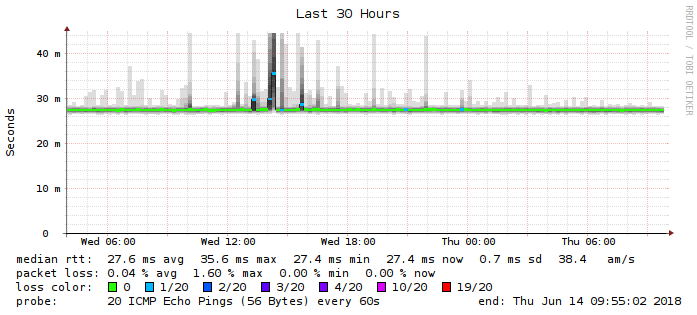 Last 30 Hours
RRDTOOL / TOBI OETIKER
Seconds
40 m
30 m
20 m
10 m
0
Wed 06:00 Wed 12:00 Wed 18:00 Thu 00:00 Thu 06:00
median rtt: 27.6 ms avg 35.6 ms max 27.4 ms min 27.4 ms now 0.7 ms sd 38.4 am/s
packet loss: 0.04 % avg 1.60 % max 0.00 % min 0.00 % now
loss color: 0 1/20 2/20 3/20 4/20 10/20 19/20
probe: 20 ICMP Echo Pings (56 Bytes) every 60s end: Thu Jun 14 09:55:02 2018